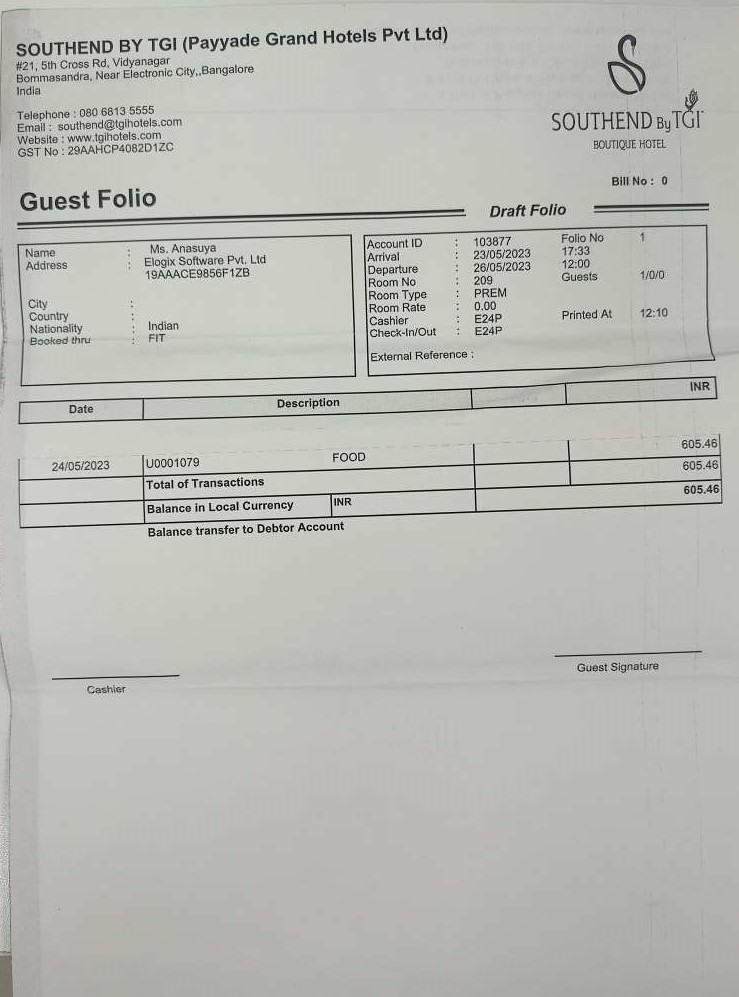 SOUTHEND BY TGI (Payyade Grand Hotels Pvt Ltd)
#21, 5th Cross Rd, Vidyanagar
Bommasandra, Near Electronic City,,Bangalore
India
Telephone : 080 6813 5555
Email : southend@tgihotels.com
Website : www.tgihotels.com
GST No : 29AAHCP4082D1ZC
SOUTHEND By TGI
BOUTIQUE HOTEL
Bill No : 0
Guest Folio
Draft Folio
Name : Ms. Anasuya
Address : Elogix Software Pvt. Ltd
19AAACE9856F1ZB
City :
Country :
Nationality : Indian
Booked thru : FIT
Account ID : 103877 Folio No 1
Arrival : 23/05/2023 17:33
Departure : 26/05/2023 12:00
Room No : 209 Guests 1/0/0
Room Type : PREM
Room Rate : 0.00
Cashier : E24P Printed At 12:10
Check-In/Out : E24P
External Reference :
Date Description INR
24/05/2023 U0001079 FOOD 605.46
Total of Transactions 605.46
Balance in Local Currency INR 605.46
Balance transfer to Debtor Account
Cashier
Guest Signature